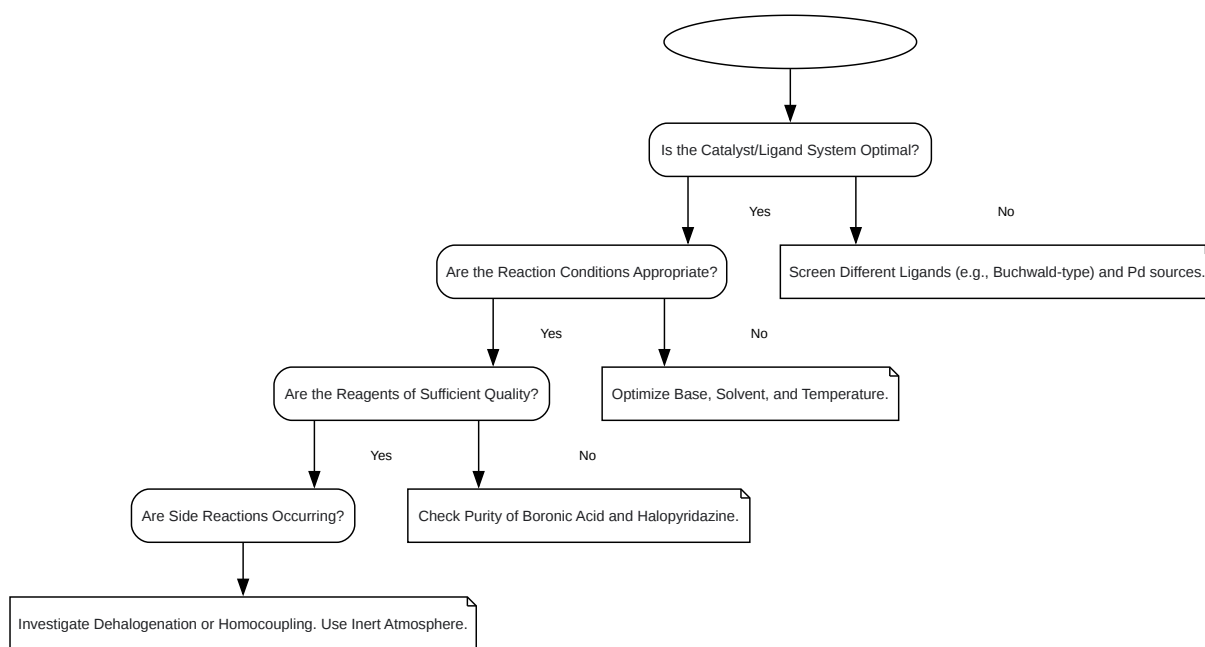 Is the Catalyst/Ligand System Optimal?
Yes
No
Are the Reaction Conditions Appropriate?
Screen Different Ligands (e.g., Buchwald-type) and Pd sources.
Yes
No
Are the Reagents of Sufficient Quality?
Optimize Base, Solvent, and Temperature.
Yes
No
Are Side Reactions Occurring?
Check Purity of Boronic Acid and Halopyridazine.
Investigate Dehalogenation or Homocoupling. Use Inert Atmosphere.